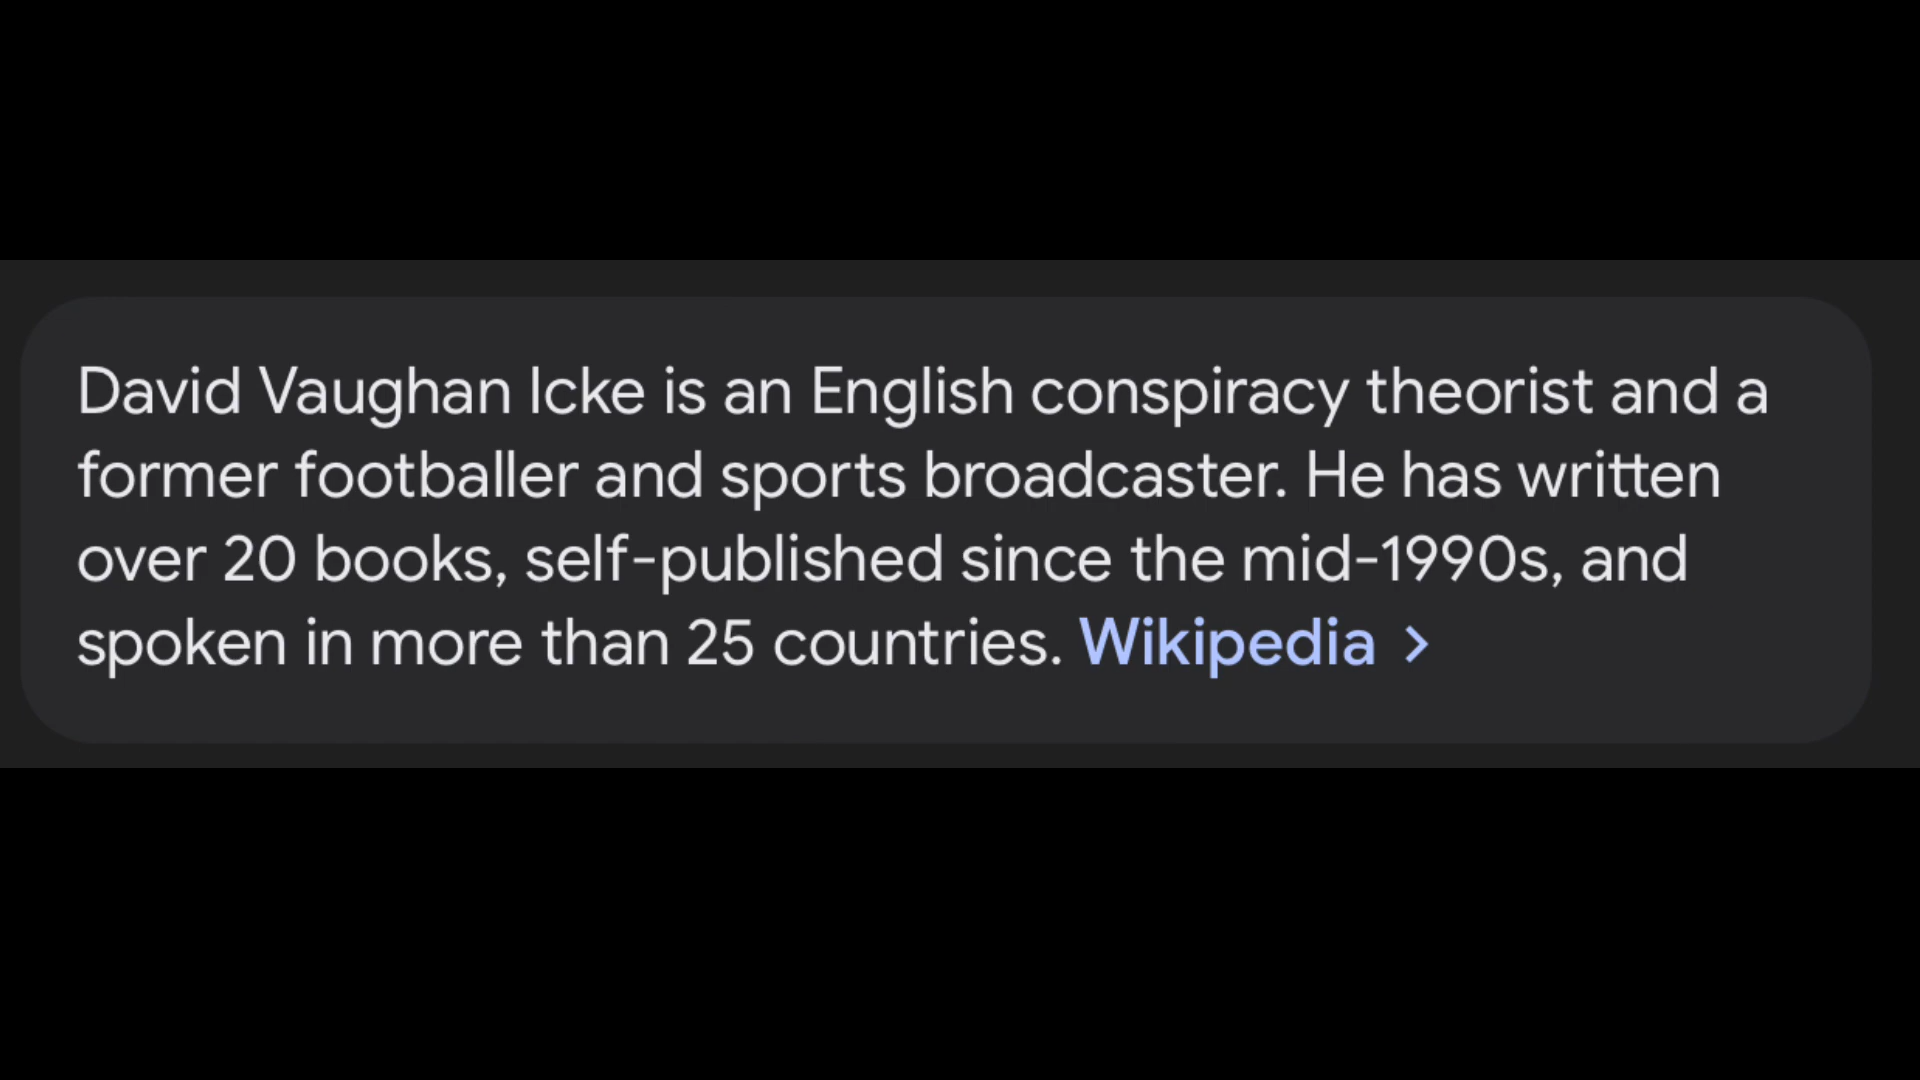 David Vaughan Icke is an English conspiracy theorist and a
former footballer and sports broadcaster. He has written
over 20 books, self-published since the mid-1990s, and
spoken in more than 25 countries. Wikipedia >